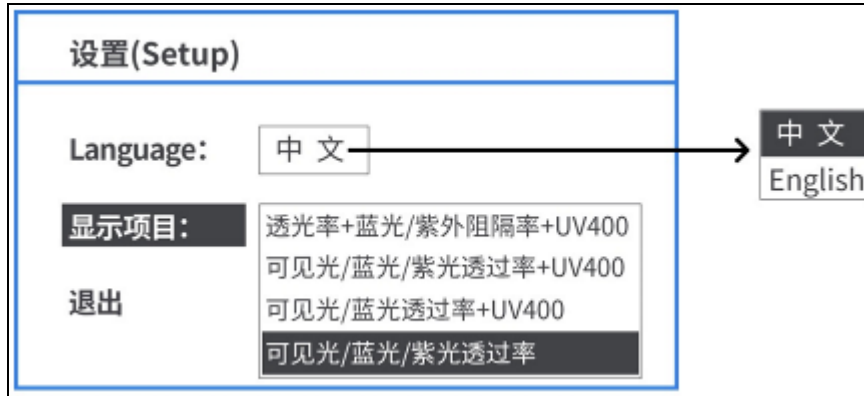 设置(Setup)
Language：
中 文
中 文
English
显示项目：
透光率+蓝光/紫外阻隔率+UV400
可见光/蓝光/紫光透过率+UV400
可见光/蓝光透过率+UV400
可见光/蓝光/紫光透过率
退出